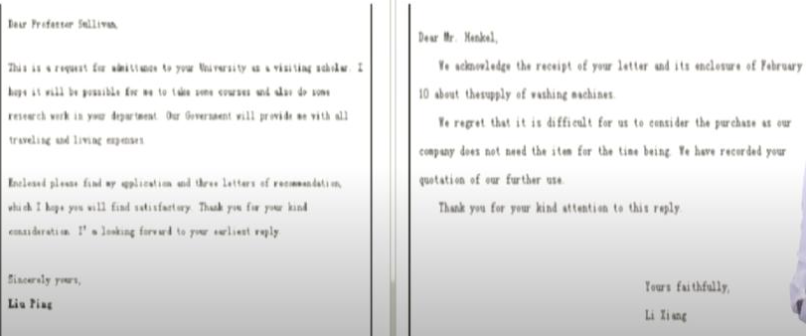 Dear Professor Sullivan,
This is a request for admittance to your University as a visiting scholar. I
hope it will be possible for me to take some courses and also do some
research work in your department. Our Government will provide me with all
traveling and living expenses
Enclosed please find my application and three letters of recommendation,
which I hope you will find satisfactory. Thank you for your kind
consideration. I'm looking forward to your earliest reply
Sincerely yours,
Liu Ping
Dear Mr. Henkel,
We acknowledge the receipt of your letter and its enclosure of February
10 about thesupply of washing machines.
We regret that it is difficult for us to consider the purchase as our
company does not need the item for the time being. We have recorded your
quotation of our further use.
Thank you for your kind attention to this reply.
Yours faithfully,
Li Xiang